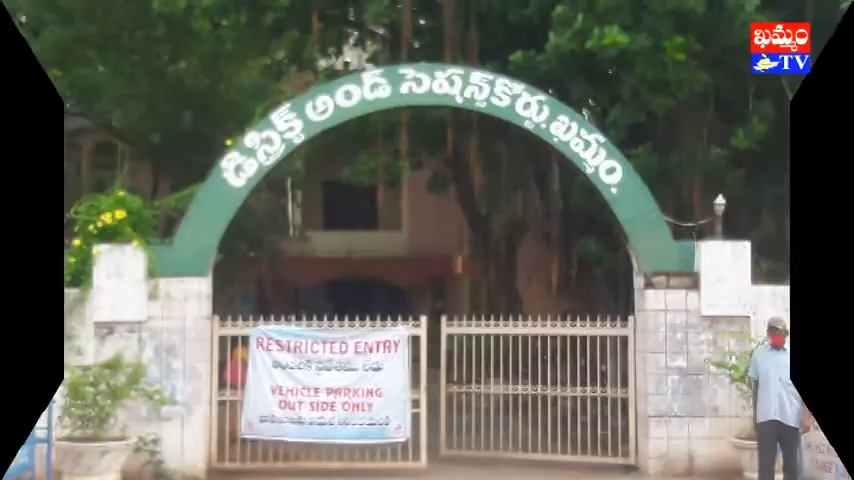 ఖమ్మం
TV
డిస్ట్రిక్ట్ అండ్ సెషన్స్‌కోర్టు.ఖమ్మం.
RESTRICTED ENTRY
VEHICLE PARKING
OUT SIDE ONLY